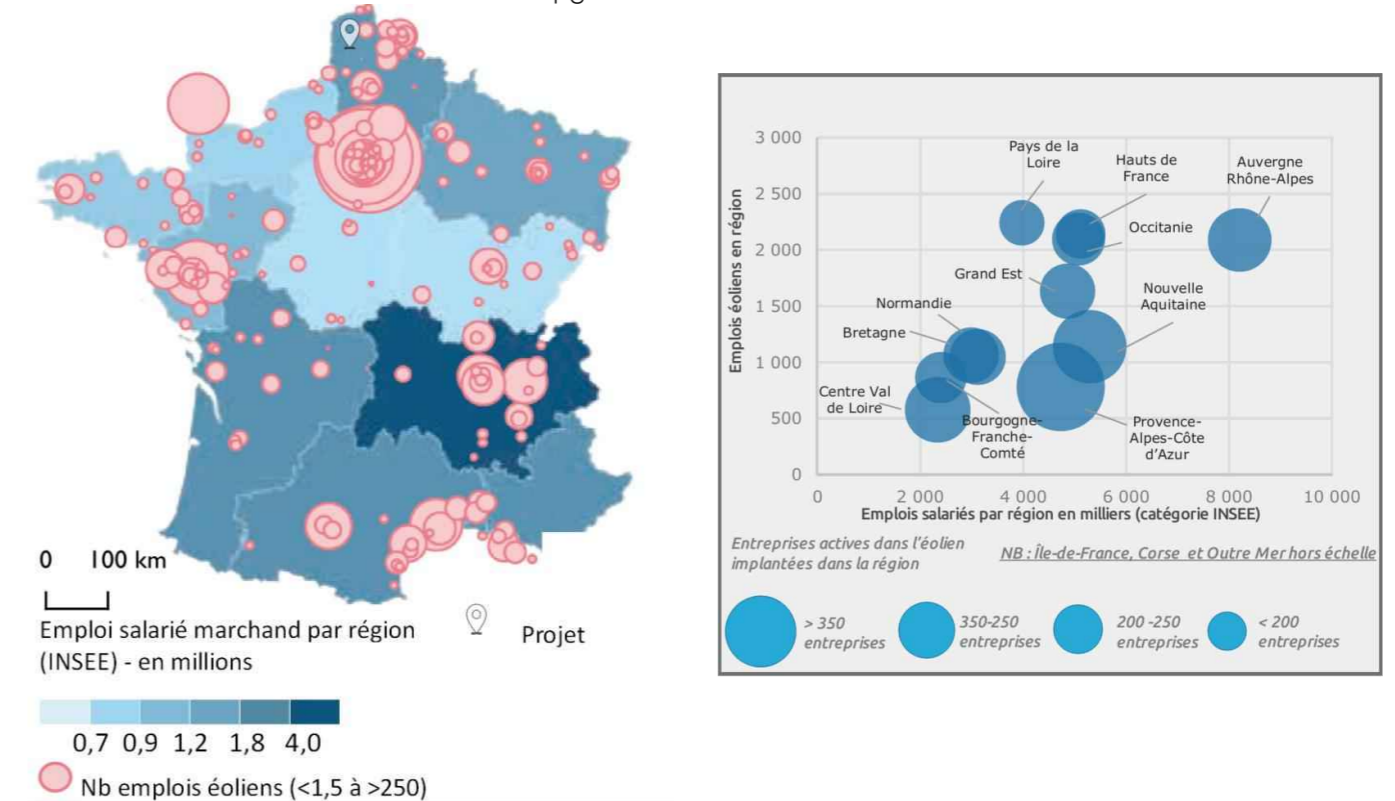 0 100 km
Emploi salarié marchand par région
(INSEE) - en millions
Projet
0,7 0,9 1,2 1,8 4,0
Nb emplois éoliens (<1,5 à >250)
Emplois éoliens en région
3 000
2 500
2 000
1 500
1 000
500
0
Pays de la
Loire
Hauts de
France
Auvergne
Rhône-Alpes
Occitanie
Grand Est
Nouvelle
Aquitaine
Normandie
Bretagne
Centre Val
de Loire
Bourgogne-
Franche-
Comté
Provence-
Alpes-Côte
d’Azur
0 2 000 4 000 6 000 8 000 10 000
Emplois salariés par région en milliers (catégorie INSEE)
Entreprises actives dans l’éolien
implantées dans la région
NB : Île-de-France, Corse et Outre Mer hors échelle
> 350
entreprises
350-250
entreprises
200 -250
entreprises
< 200
entreprises